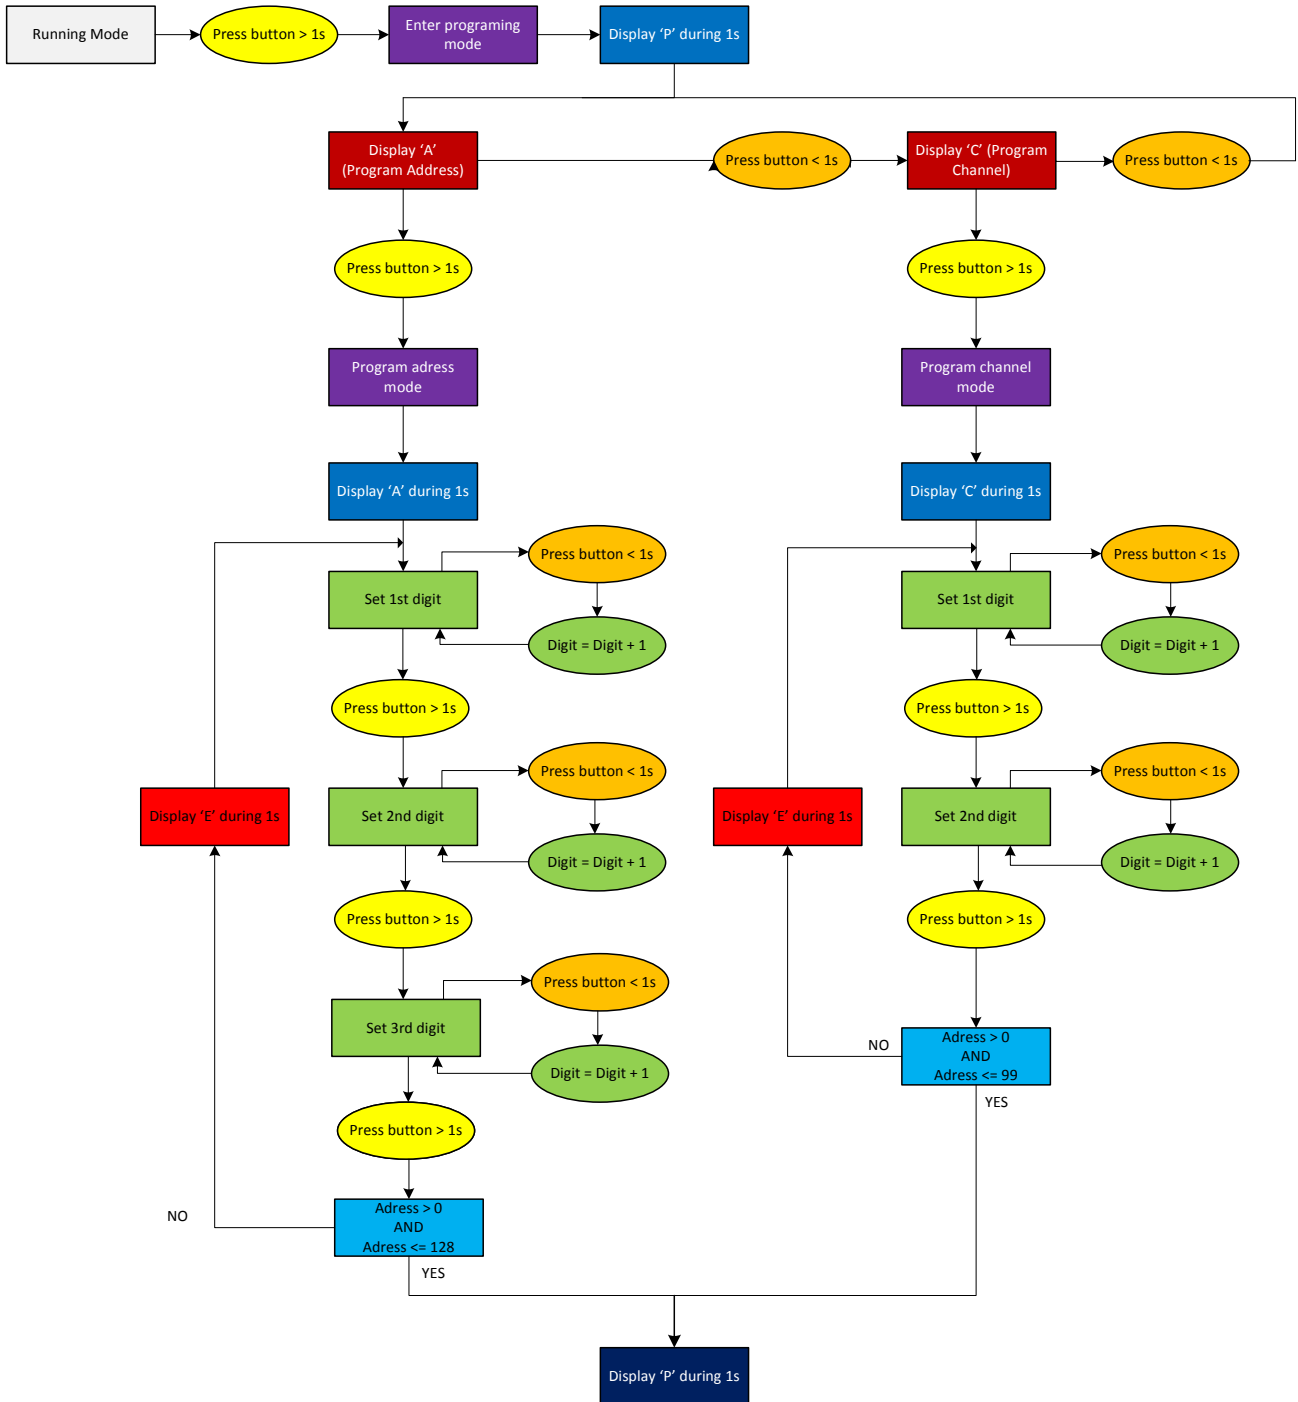 Running Mode
Press button > 1s
Enter programing
mode
Display ‘P’ during 1s
Display ‘A’
(Program Address)
Press button < 1s
Display ‘C’ (Program
Channel)
Press button < 1s
Press button > 1s
Press button > 1s
Program adress
mode
Program channel
mode
Display ‘A’ during 1s
Display ‘C’ during 1s
Press button < 1s
Press button < 1s
Set 1st digit
Set 1st digit
Digit = Digit + 1
Digit = Digit + 1
Press button > 1s
Press button > 1s
Press button < 1s
Press button < 1s
Display ‘E’ during 1s
Set 2nd digit
Display ‘E’ during 1s
Set 2nd digit
Digit = Digit + 1
Digit = Digit + 1
Press button > 1s
Press button > 1s
Press button < 1s
Set 3rd digit
NO
Adress > 0
AND
Adress <= 99
Digit = Digit + 1
YES
Press button > 1s
NO
Adress > 0
AND
Adress <= 128
YES
Display ‘P’ during 1s